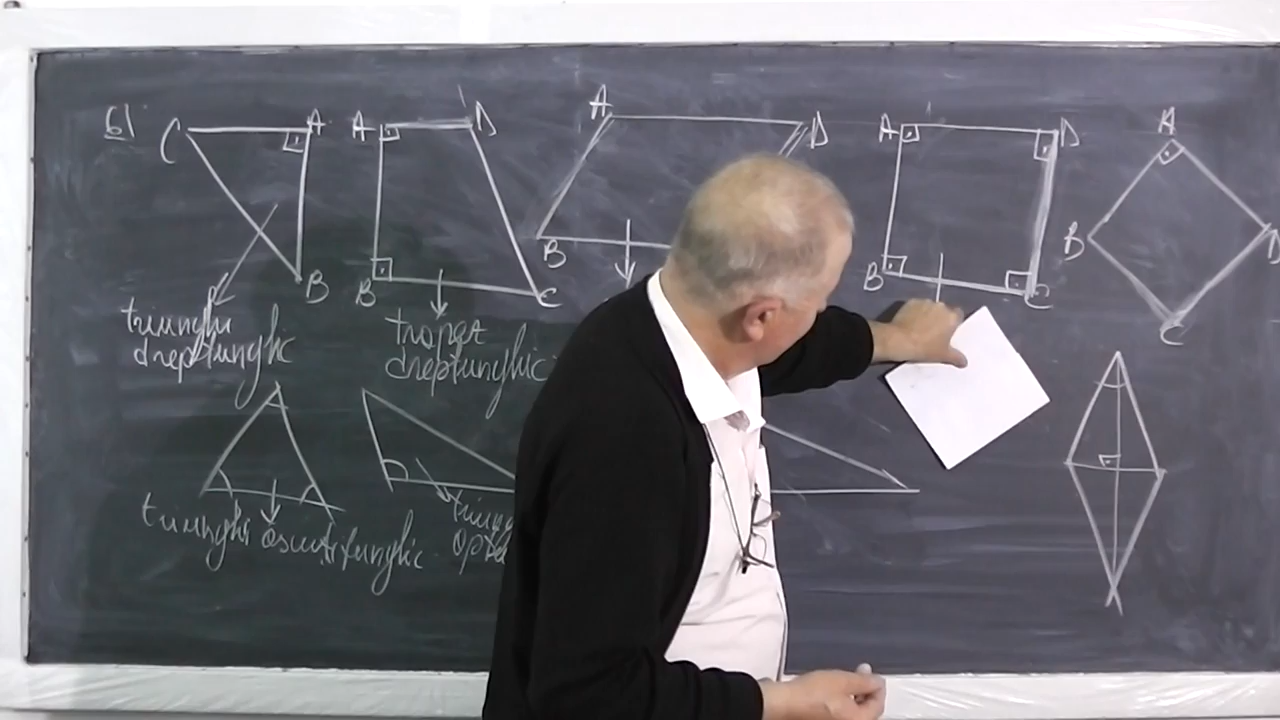 6)
C A
B
A D
B C
A D
B
A D
B C
A
B D
C
triunghi
dreptunghic
trapez
dreptunghic
triunghi ascuțitunghic